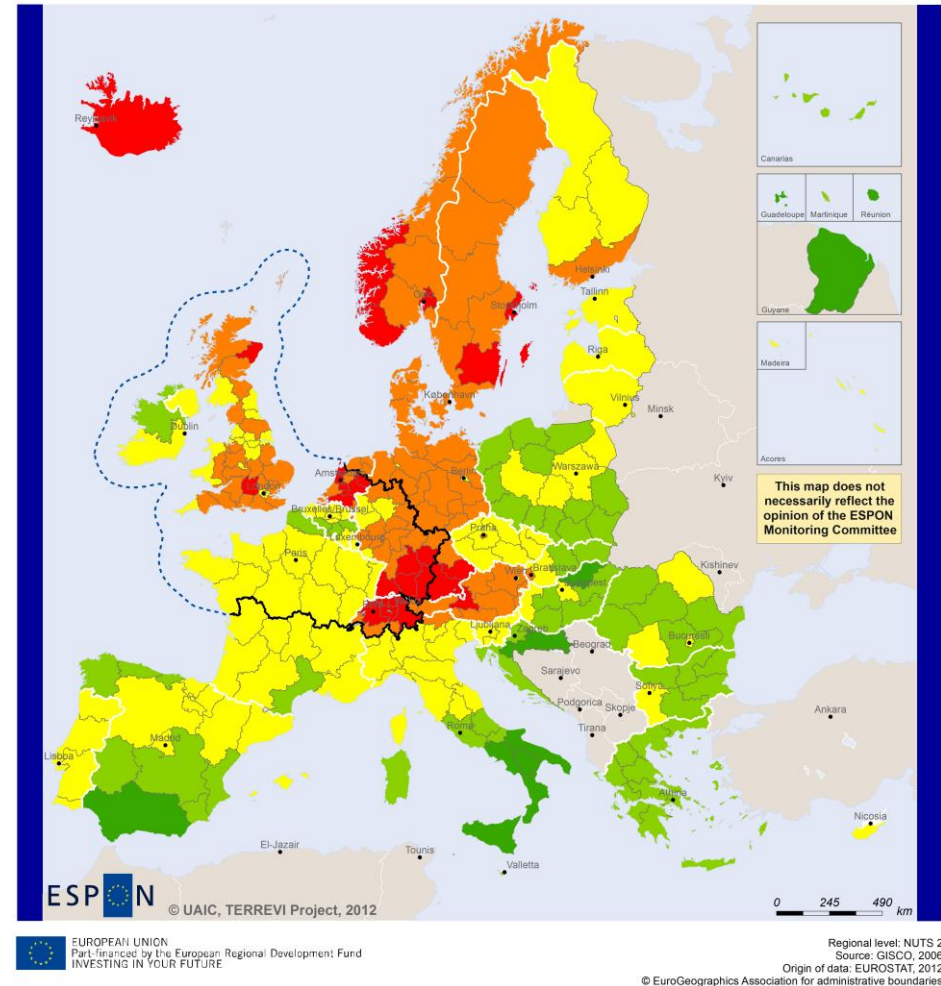 Reykjavik
Canarias
Guadeloupe
Martinique
Réunion
Guyane
Madeira
Acores
This map does not
necessarily reflect the
opinion of the ESPON
Monitoring Committee
Oslo
Stockholm
Helsinki
Tallinn
Riga
Vilnius
Minsk
København
Dublin
London
Amsterdam
Berlin
Warszawa
Kyiv
Bruxelles/Brussel
Luxembourg
Praha
Paris
Wien
Bratislava
Budapest
Kishinev
Ljubljana
Zagreb
Beograd
Bucuresti
Sarajevo
Podgorica
Skopje
Sofiya
Tirana
Ankara
Roma
Madrid
Lisboa
Athina
Nicosia
El-Jazair
Tounis
Valletta
ESPON
© UAIC, TERREVI Project, 2012
0 245 490
km
EUROPEAN UNION
Part-financed by the European Regional Development Fund
INVESTING IN YOUR FUTURE
Regional level: NUTS 2
Source: GISCO, 2006
Origin of data: EUROSTAT, 2012
© EuroGeographics Association for administrative boundaries